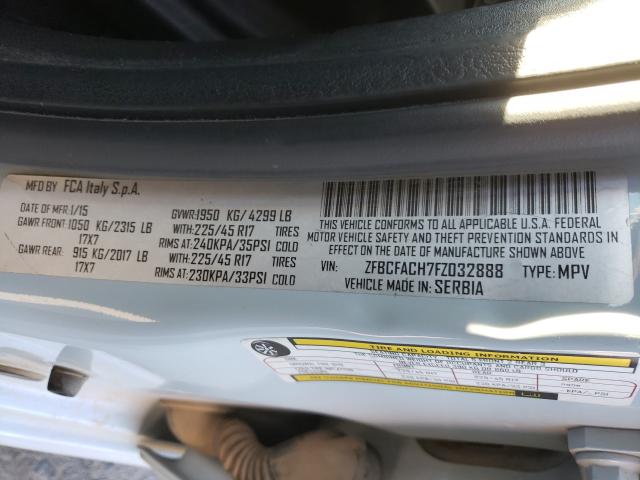 MFD BY FCA Italy S.p.A.
DATE OF MFR:1/15 GVWR:1950 KG/ 4299 LB
GAWR FRONT:1050 KG/2315 LB WITH:225/45 R17 TIRES
17X7 RIMS AT:240KPA/35PSI COLD
GAWR REAR: 915 KG/2017 LB WITH:225/45 R17 TIRES
17X7 RIMS AT:230KPA/33PSI COLD
THIS VEHICLE CONFORMS TO ALL APPLICABLE U.S.A. FEDERAL
MOTOR VEHICLE SAFETY, BUMPER, AND THEFT PREVENTION STANDARDS IN
EFFECT ON THE DATE OF MANUFACTURE SHOWN ABOVE.
VIN: ZFBCFACH7FZ032888 TYPE: MPV
VEHICLE MADE IN: SERBIA
TIRE AND LOADING INFORMATION